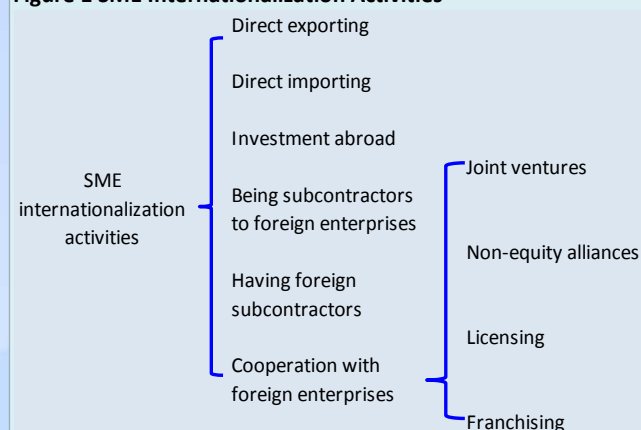 Figure 1 SME Internationalization Activities
Direct exporting
Direct importing
Investment abroad
SME
internationalization
activities
Being subcontractors
to foreign enterprises
Having foreign
subcontractors
Cooperation with
foreign enterprises
Joint ventures
Non-equity alliances
Licensing
Franchising